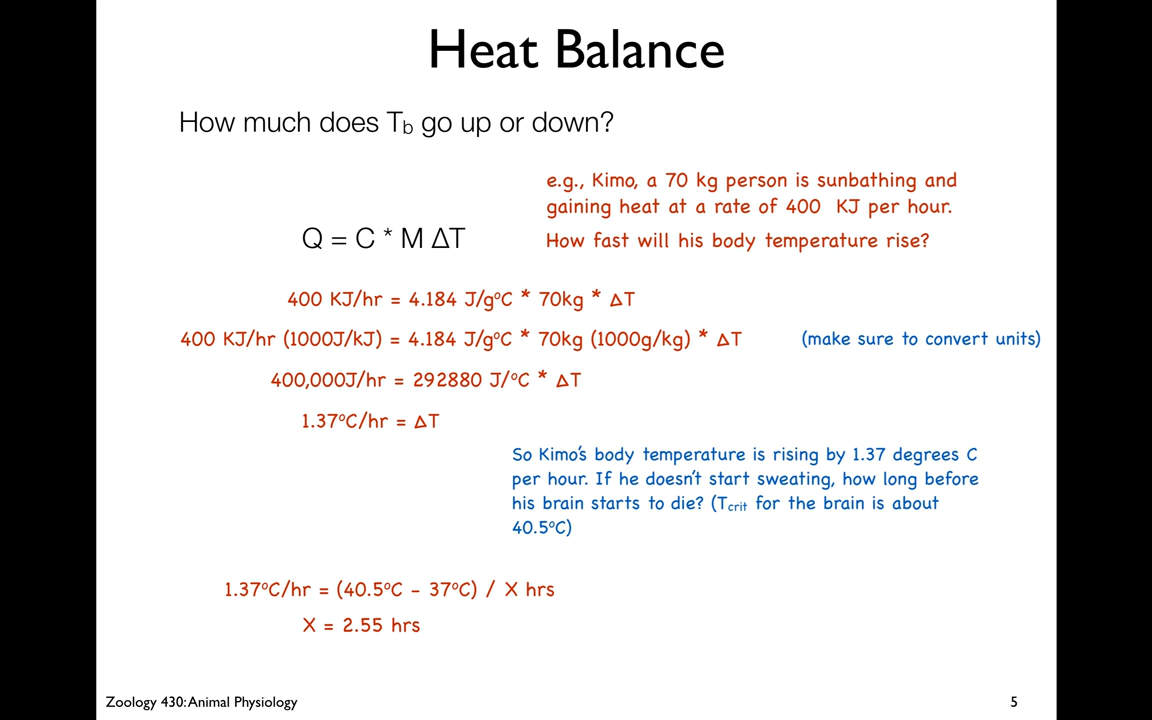 Heat Balance
How much does Tb go up or down?
e.g., Kimo, a 70 kg person is sunbathing and
gaining heat at a rate of 400 KJ per hour.
Q = C * M ΔT
How fast will his body temperature rise?
400 KJ/hr = 4.184 J/g°C * 70kg * ΔT
400 KJ/hr (1000J/kJ) = 4.184 J/g°C * 70kg (1000g/kg) * ΔT
(make sure to convert units)
400,000J/hr = 292880 J/°C * ΔT
1.37°C/hr = ΔT
So Kimo's body temperature is rising by 1.37 degrees C
per hour. If he doesn't start sweating, how long before
his brain starts to die? (Tcrit for the brain is about
40.5°C)
1.37°C/hr = (40.5°C - 37°C) / X hrs
X = 2.55 hrs
Zoology 430: Animal Physiology
5